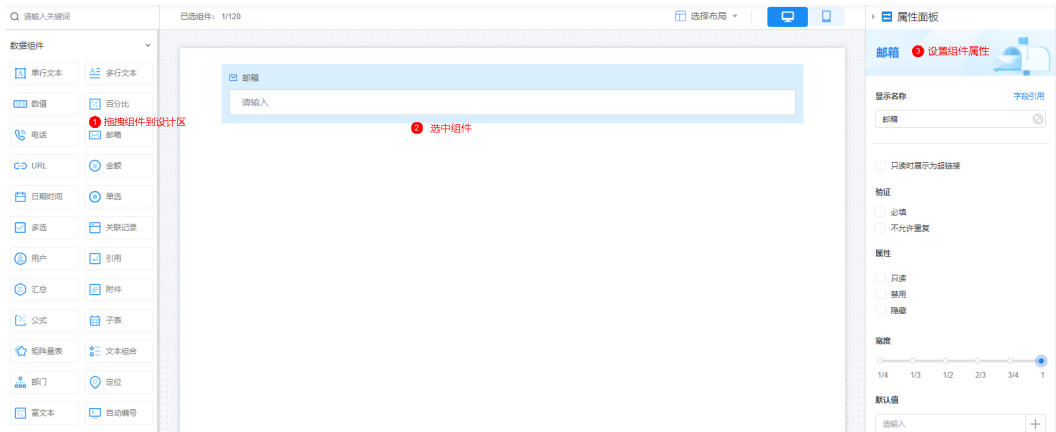 请输入关键词
已选组件：1/120
选择布局
属性面板
数据组件
单行文本
多行文本
数值
百分比
1 拖拽组件到设计区
电话
邮箱
URL
金额
日期时间
单选
多选
关联记录
用户
引用
汇总
附件
公式
子表
矩阵量表
文本组合
部门
定位
富文本
自动编号
邮箱
请输入
2 选中组件
邮箱
3 设置组件属性
显示名称
字段引用
邮箱
只读时展示为超链接
验证
必填
不允许重复
属性
只读
禁用
隐藏
宽度
1/4 1/3 1/2 2/3 3/4 1
默认值
请输入